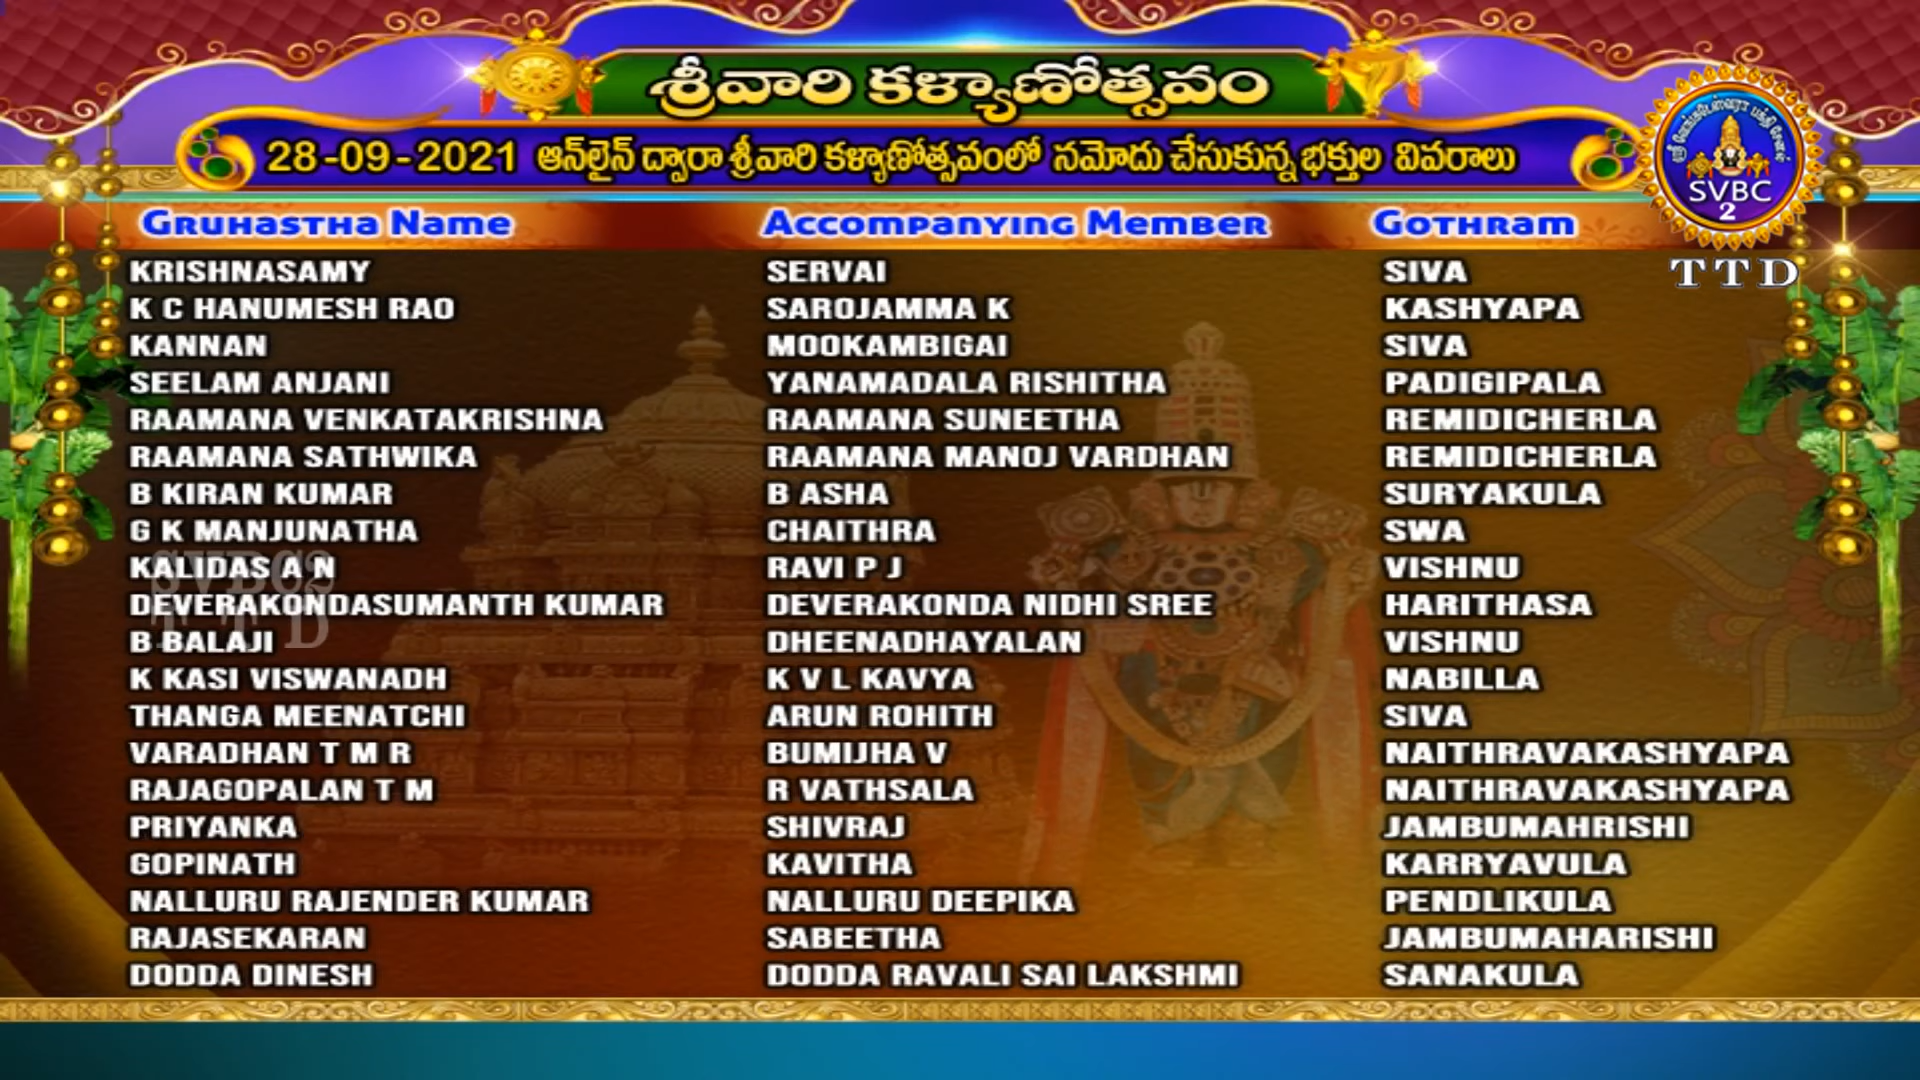 శ్రీవారి కళ్యాణోత్సవం
28-09-2021 ఆన్‌లైన్ ద్వారా శ్రీవారి కళ్యాణోత్సవంలో నమోదు చేసుకున్న భక్తుల వివరాలు
SVBC
2
TTD
Gruhastha Name Accompanying Member Gothram
KRISHNASAMY SERVAI SIVA
K C HANUMESH RAO SAROJAMMA K KASHYAPA
KANNAN MOOKAMBIGAI SIVA
SEELAM ANJANI YANAMADALA RISHITHA PADIGIPALA
RAAMANA VENKATAKRISHNA RAAMANA SUNEETHA REMIDICHERLA
RAAMANA SATHWIKA RAAMANA MANOJ VARDHAN REMIDICHERLA
B KIRAN KUMAR B ASHA SURYAKULA
G K MANJUNATHA CHAITHRA SWA
KALIDAS A N RAVI P J VISHNU
DEVERAKONDASUMANTH KUMAR DEVERAKONDA NIDHI SREE HARITHASA
B BALAJI DHEENADHAYALAN VISHNU
K KASI VISWANADH K V L KAVYA NABILLA
THANGA MEENATCHI ARUN ROHITH SIVA
VARADHAN T M R BUMIJHA V NAITHRAVAKASHYAPA
RAJAGOPALAN T M R VATHSALA NAITHRAVAKASHYAPA
PRIYANKA SHIVRAJ JAMBUMAHRISHI
GOPINATH KAVITHA KARRYAVULA
NALLURU RAJENDER KUMAR NALLURU DEEPIKA PENDLIKULA
RAJASEKARAN SABEETHA JAMBUMAHARISHI
DODDA DINESH DODDA RAVALI SAI LAKSHMI SANAKULA